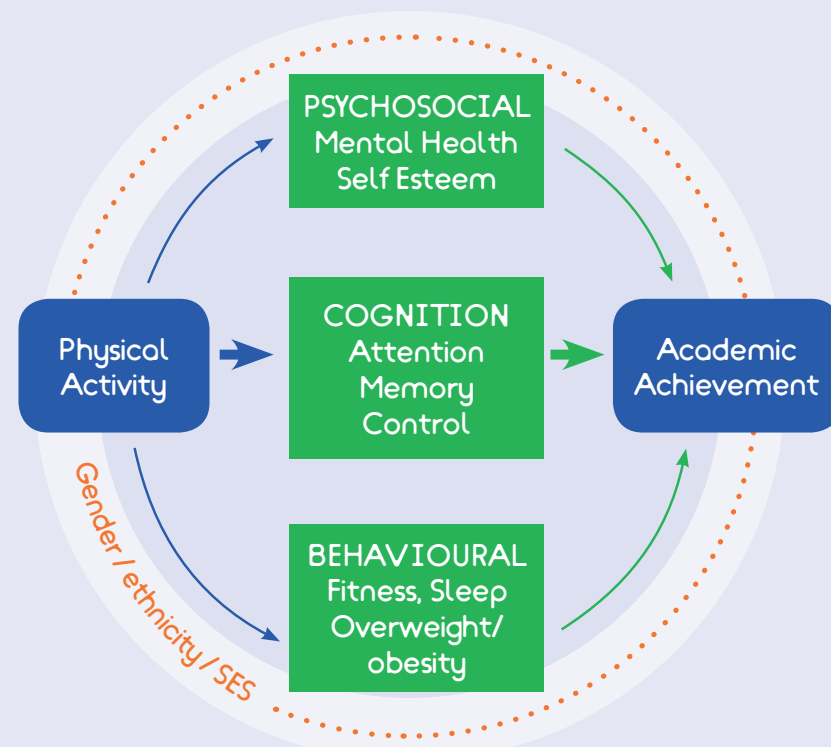 PSYCHOSOCIAL
Mental Health
Self Esteem
Physical
Activity
COGNITION
Attention
Memory
Control
Academic
Achievement
BEHAVIOURAL
Fitness, Sleep
Overweight/
obesity
Gender / ethnicity / SES